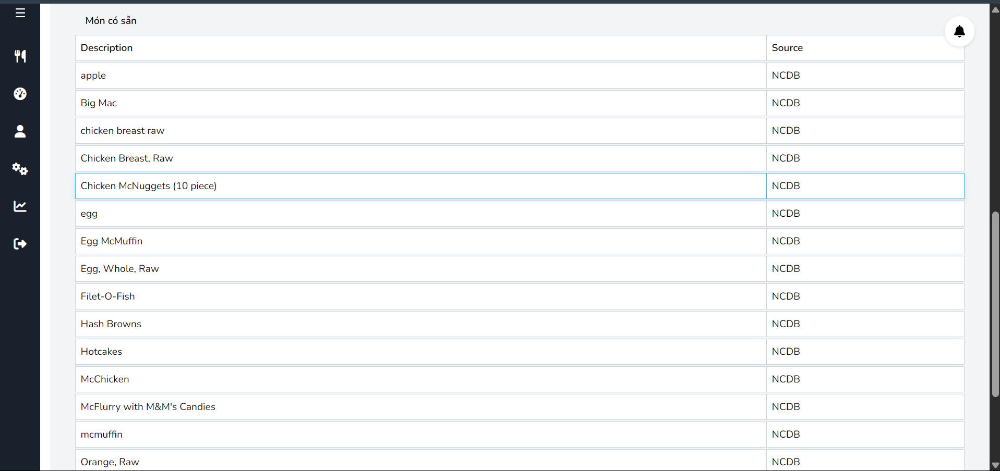 Món có sẵn
Description Source
apple NCDB
Big Mac NCDB
chicken breast raw NCDB
Chicken Breast, Raw NCDB
Chicken McNuggets (10 piece) NCDB
egg NCDB
Egg McMuffin NCDB
Egg, Whole, Raw NCDB
Filet-O-Fish NCDB
Hash Browns NCDB
Hotcakes NCDB
McChicken NCDB
McFlurry with M&M's Candies NCDB
mcmuffin NCDB
Orange, Raw NCDB